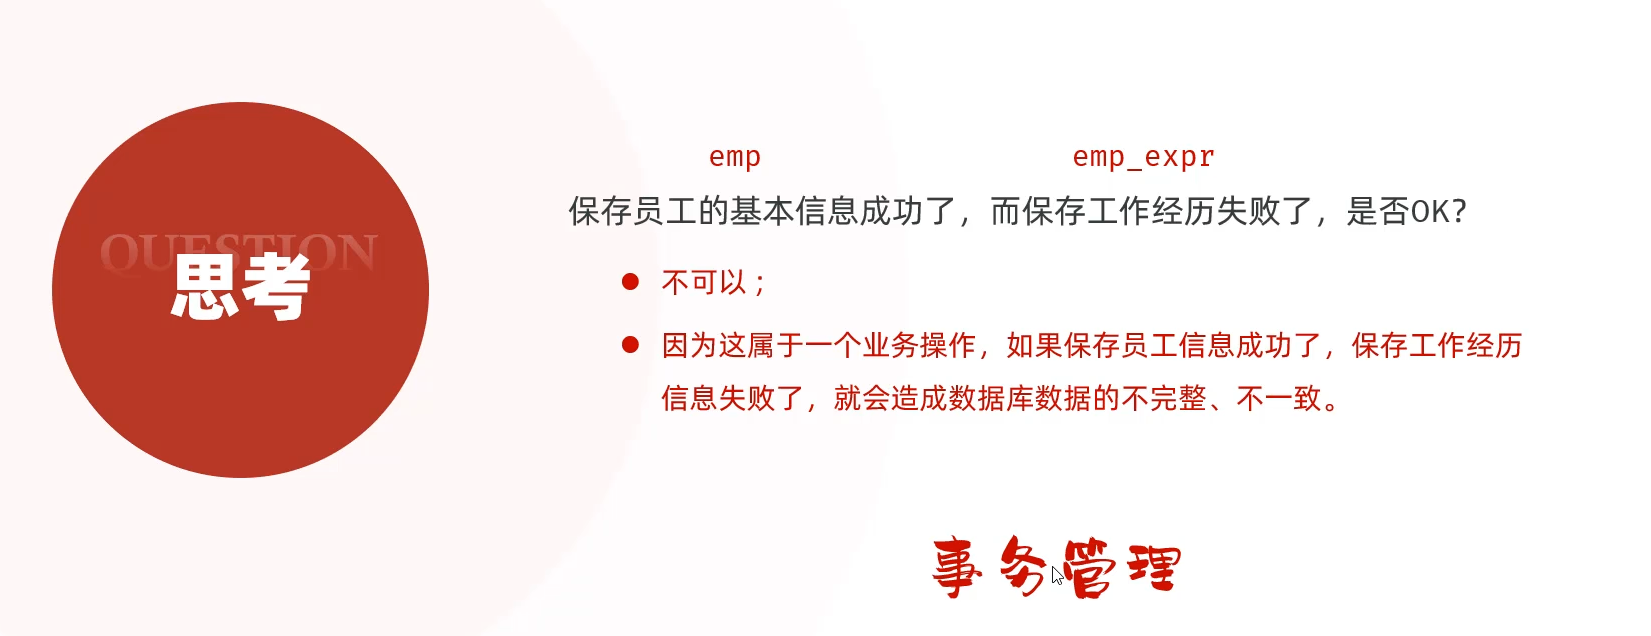 QUESTION
思考
emp emp_expr
保存员工的基本信息成功了，而保存工作经历失败了，是否OK？
不可以；
因为这属于一个业务操作，如果保存员工信息成功了，保存工作经历
信息失败了，就会造成数据库数据的不完整、不一致。
事务管理